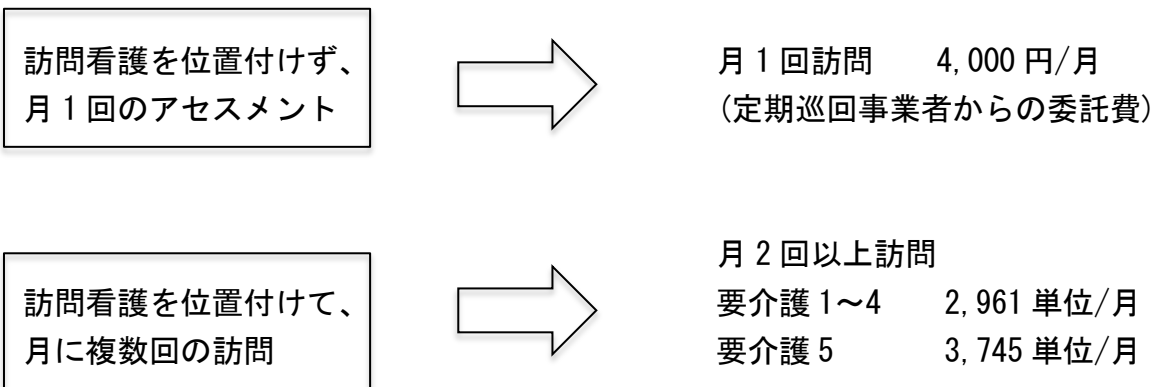 訪問看護を位置付けず、
月1回のアセスメント
月1回訪問　　4,000円/月
(定期巡回事業者からの委託費)
訪問看護を位置付けて、
月に複数回の訪問
月2回以上訪問
要介護1～4　　2,961単位/月
要介護5　　　3,745単位/月